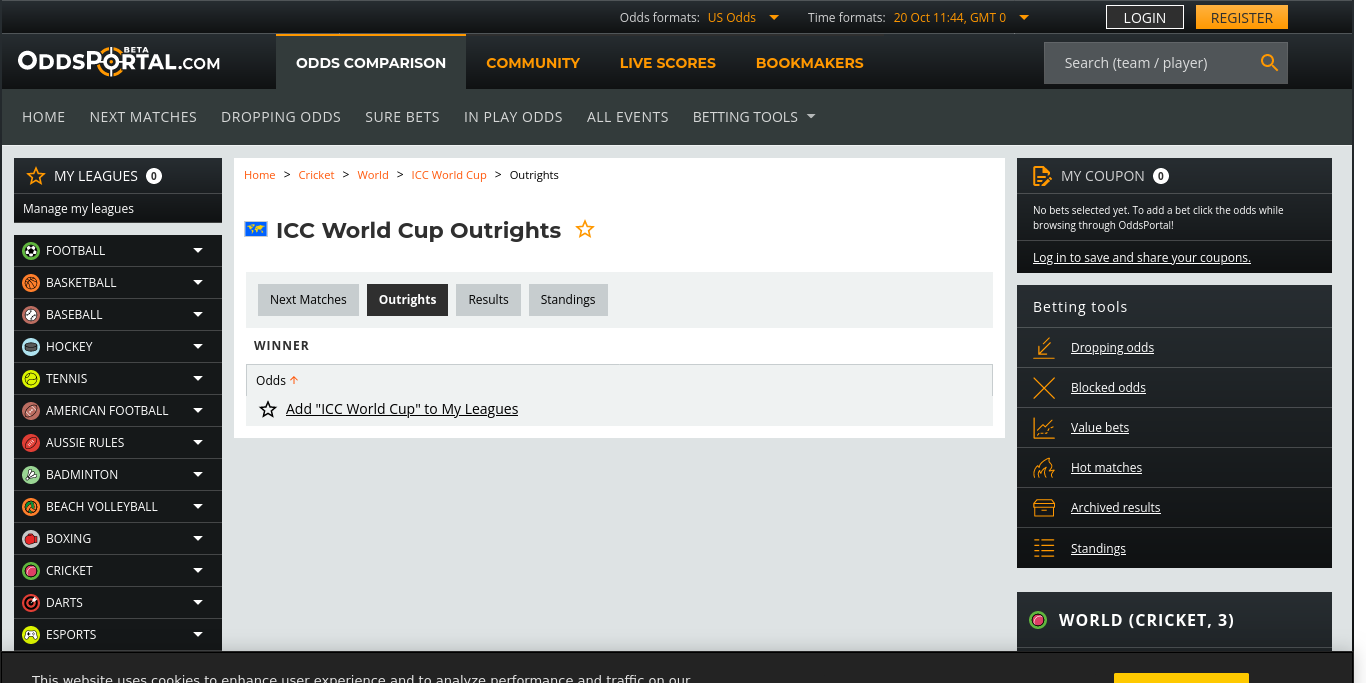 Odds formats: US Odds
Time formats: 20 Oct 11:44, GMT 0
LOGIN
REGISTER
ODDSPORTAL.COM
BETA
ODDS COMPARISON
COMMUNITY
LIVE SCORES
BOOKMAKERS
Search (team / player)
HOME
NEXT MATCHES
DROPPING ODDS
SURE BETS
IN PLAY ODDS
ALL EVENTS
BETTING TOOLS
MY LEAGUES 0
Manage my leagues
FOOTBALL
BASKETBALL
BASEBALL
HOCKEY
TENNIS
AMERICAN FOOTBALL
AUSSIE RULES
BADMINTON
BEACH VOLLEYBALL
BOXING
CRICKET
DARTS
ESPORTS
Home > Cricket > World > ICC World Cup > Outrights
ICC World Cup Outrights
Next Matches
Outrights
Results
Standings
WINNER
Odds
Add "ICC World Cup" to My Leagues
MY COUPON 0
No bets selected yet. To add a bet click the odds while
browsing through OddsPortal!
Log in to save and share your coupons.
Betting tools
Dropping odds
Blocked odds
Value bets
Hot matches
Archived results
Standings
WORLD (CRICKET, 3)
This website uses cookies to enhance user experience and to analyze performance and traffic on our